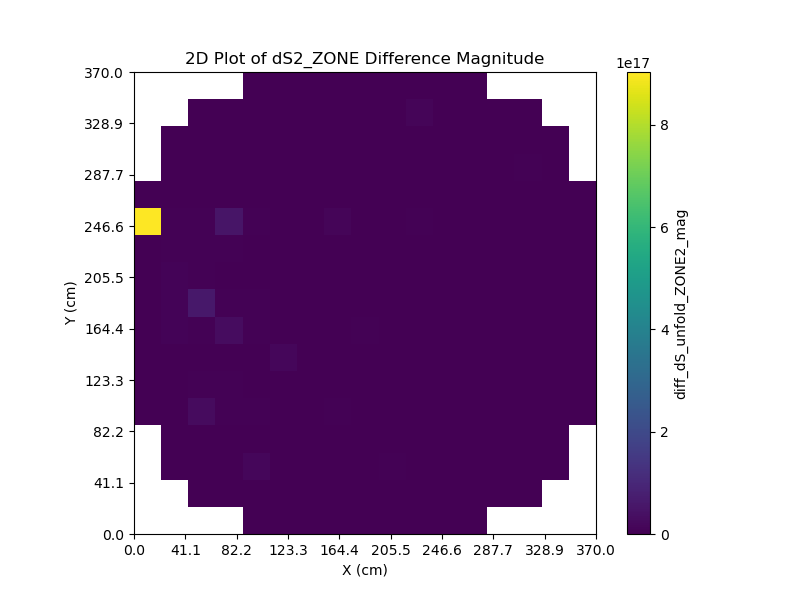 2D Plot of dS2_ZONE Difference Magnitude
1e17
370.0
328.9
287.7
246.6
205.5
164.4
123.3
82.2
41.1
0.0
Y (cm)
0.0 41.1 82.2 123.3 164.4 205.5 246.6 287.7 328.9 370.0
X (cm)
8
6
4
2
0
diff_dS_unfold_ZONE2_mag